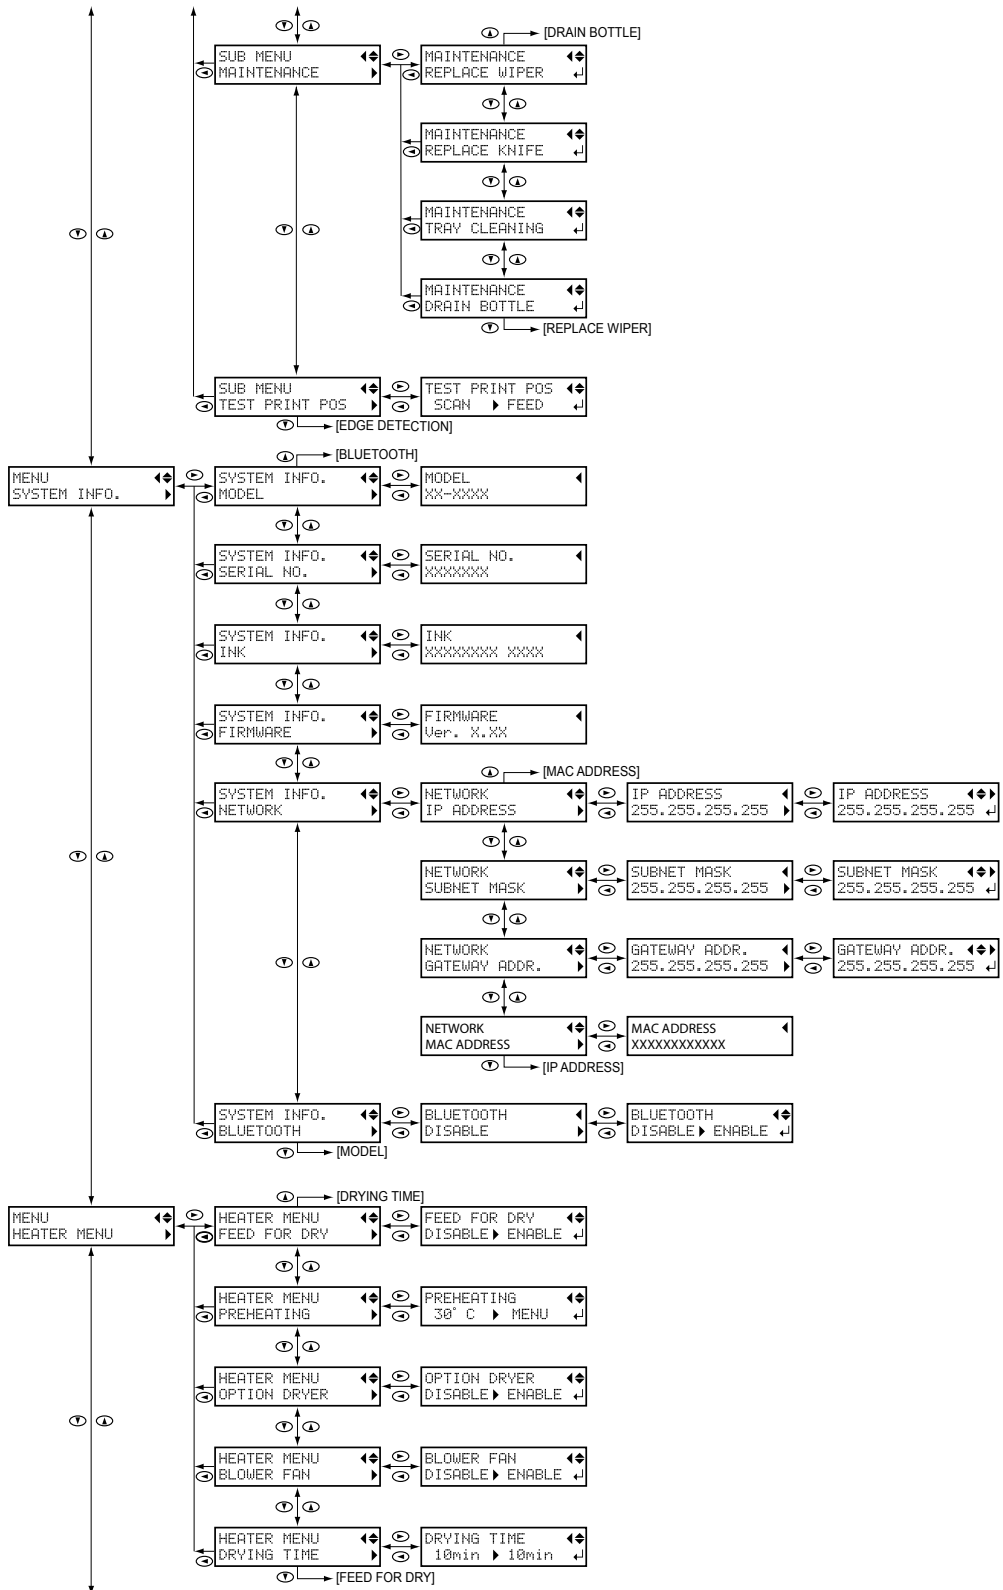 [DRAIN BOTTLE]
SUB MENU
MAINTENANCE
MAINTENANCE
REPLACE WIPER
MAINTENANCE
REPLACE KNIFE
MAINTENANCE
TRAY CLEANING
MAINTENANCE
DRAIN BOTTLE
[REPLACE WIPER]
SUB MENU
TEST PRINT POS
TEST PRINT POS
SCAN FEED
[EDGE DETECTION]
[BLUETOOTH]
MENU
SYSTEM INFO.
SYSTEM INFO.
MODEL
MODEL
XX-XXXX
SYSTEM INFO.
SERIAL NO.
SERIAL NO.
XXXXXXX
SYSTEM INFO.
INK
INK
XXXXXXXX XXXX
SYSTEM INFO.
FIRMWARE
FIRMWARE
Ver. X.XX
[MAC ADDRESS]
SYSTEM INFO.
NETWORK
NETWORK
IP ADDRESS
IP ADDRESS
255.255.255.255
IP ADDRESS
255.255.255.255
NETWORK
SUBNET MASK
SUBNET MASK
255.255.255.255
SUBNET MASK
255.255.255.255
NETWORK
GATEWAY ADDR.
GATEWAY ADDR.
255.255.255.255
GATEWAY ADDR.
255.255.255.255
NETWORK
MAC ADDRESS
MAC ADDRESS
XXXXXXXXXXXX
[IP ADDRESS]
SYSTEM INFO.
BLUETOOTH
BLUETOOTH
DISABLE
BLUETOOTH
DISABLE ENABLE
[MODEL]
[DRYING TIME]
MENU
HEATER MENU
HEATER MENU
FEED FOR DRY
FEED FOR DRY
DISABLE ENABLE
HEATER MENU
PREHEATING
PREHEATING
30°C MENU
HEATER MENU
OPTION DRYER
OPTION DRYER
DISABLE ENABLE
HEATER MENU
BLOWER FAN
BLOWER FAN
DISABLE ENABLE
HEATER MENU
DRYING TIME
DRYING TIME
10min 10min
[FEED FOR DRY]